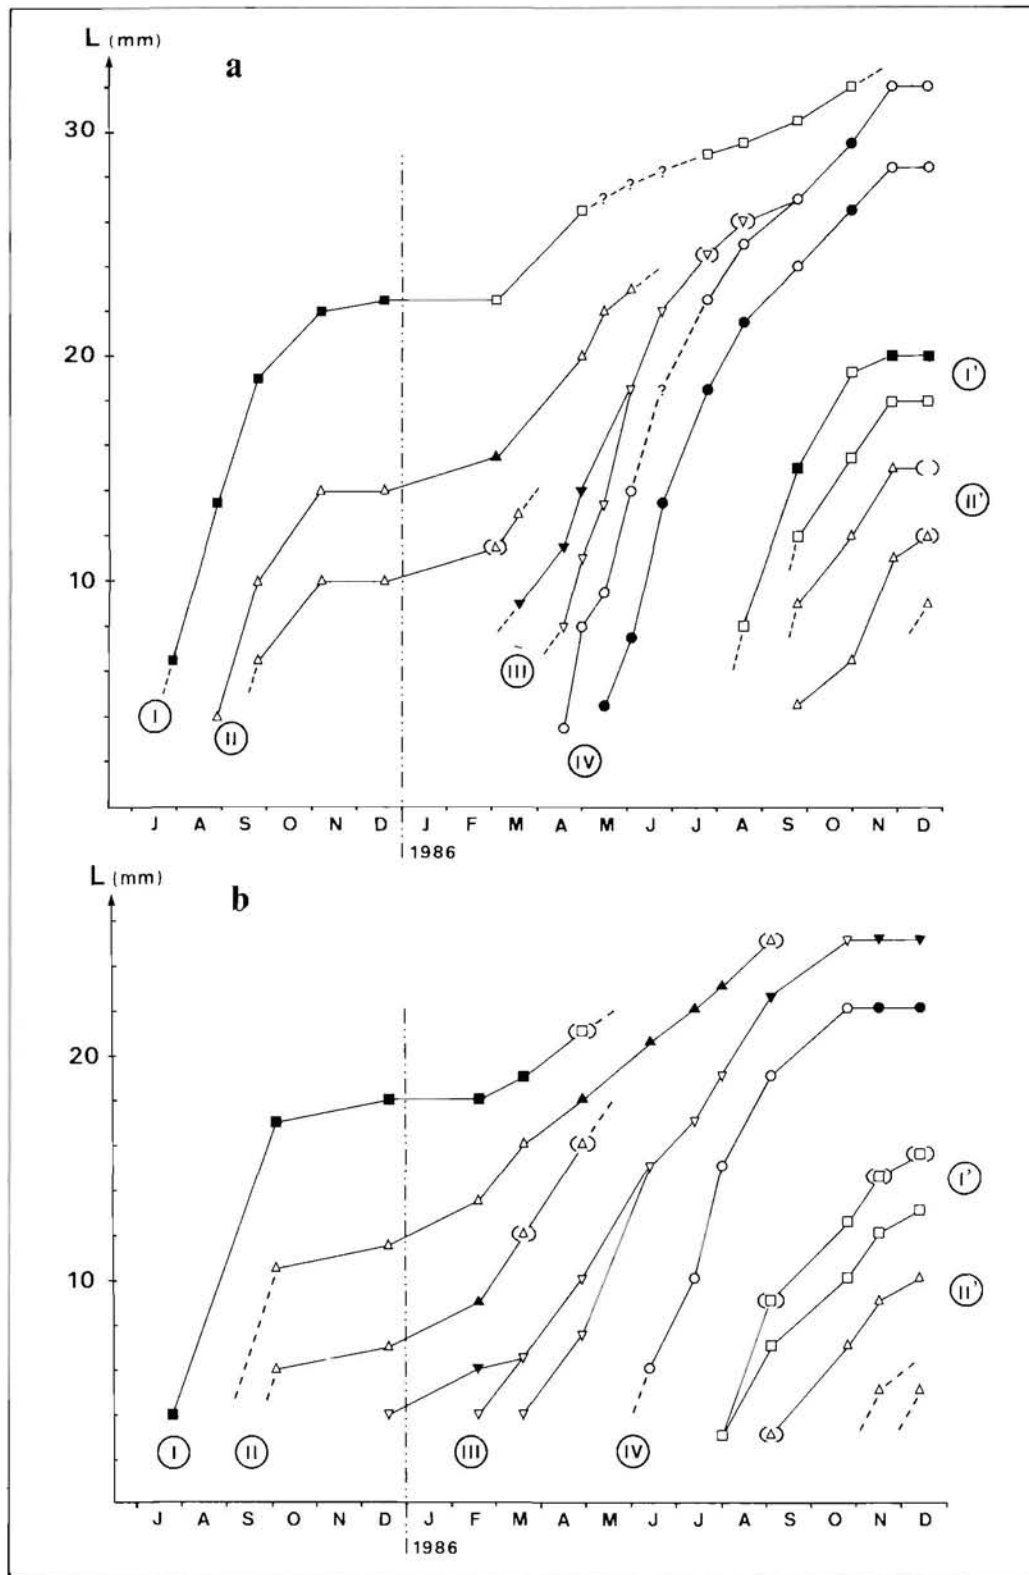 L (mm)
a
30
20
10
? ? ?
?
I
II
III
IV
I'
II'
J A S O N D J F M A M J J A S O N D
1986
L (mm)
b
20
10
I
II
III
IV
I'
II'
J A S O N D J F M A M J J A S O N D
1986